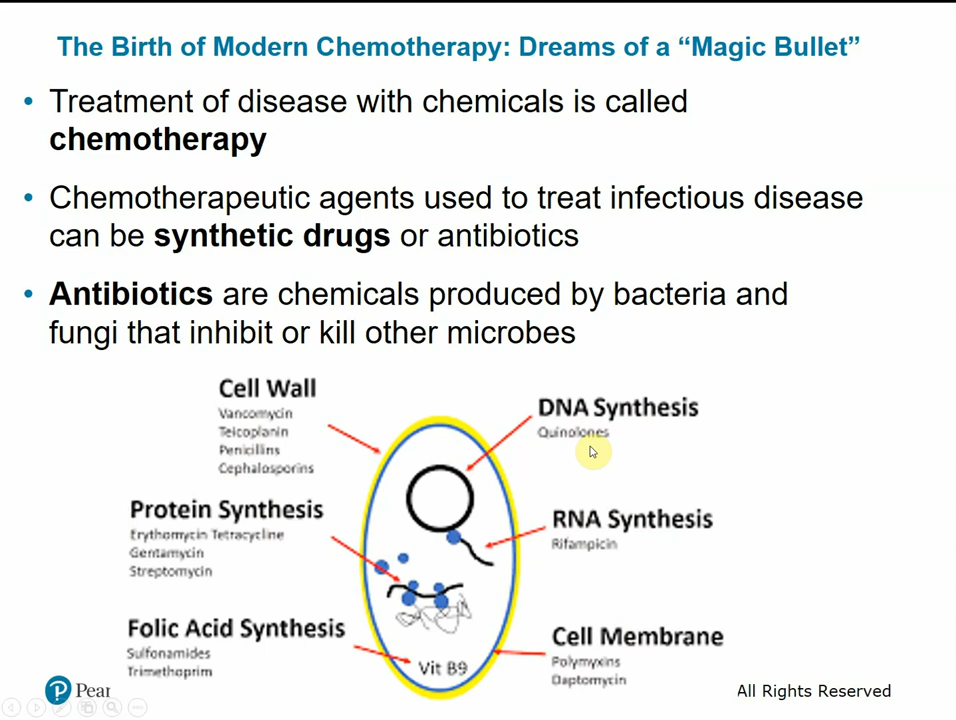 The Birth of Modern Chemotherapy: Dreams of a “Magic Bullet”
• Treatment of disease with chemicals is called
chemotherapy
• Chemotherapeutic agents used to treat infectious disease
can be synthetic drugs or antibiotics
• Antibiotics are chemicals produced by bacteria and
fungi that inhibit or kill other microbes
Cell Wall
Vancomycin
Teicoplanin
Penicillins
Cephalosporins
DNA Synthesis
Quinolones
Protein Synthesis
Erythomycin Tetracycline
Gentamycin
Streptomycin
RNA Synthesis
Rifampicin
Folic Acid Synthesis
Sulfonamides
Trimethoprim
Vit B9
Cell Membrane
Polymyxins
Daptomycin
P Pear
All Rights Reserved